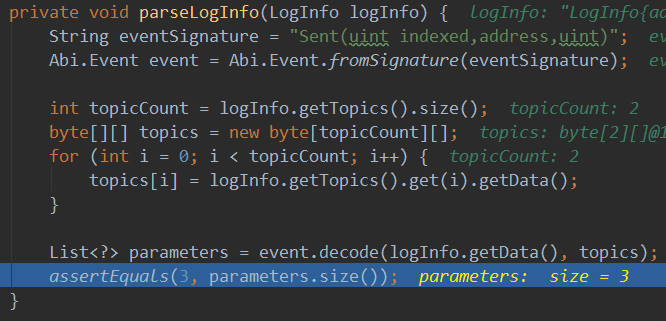 private void parseLogInfo(LogInfo logInfo) {  logInfo: "LogInfo{ad
String eventSignature = "Sent(uint indexed,address,uint)";  ev
Abi.Event event = Abi.Event.fromSignature(eventSignature);  ev
int topicCount = logInfo.getTopics().size();  topicCount: 2
byte[][] topics = new byte[topicCount][];  topics: byte[2][]@1
for (int i = 0; i < topicCount; i++) {  topicCount: 2
topics[i] = logInfo.getTopics().get(i).getData();
}
List<?> parameters = event.decode(logInfo.getData(), topics);
assertEquals(3, parameters.size());  parameters:  size = 3
}